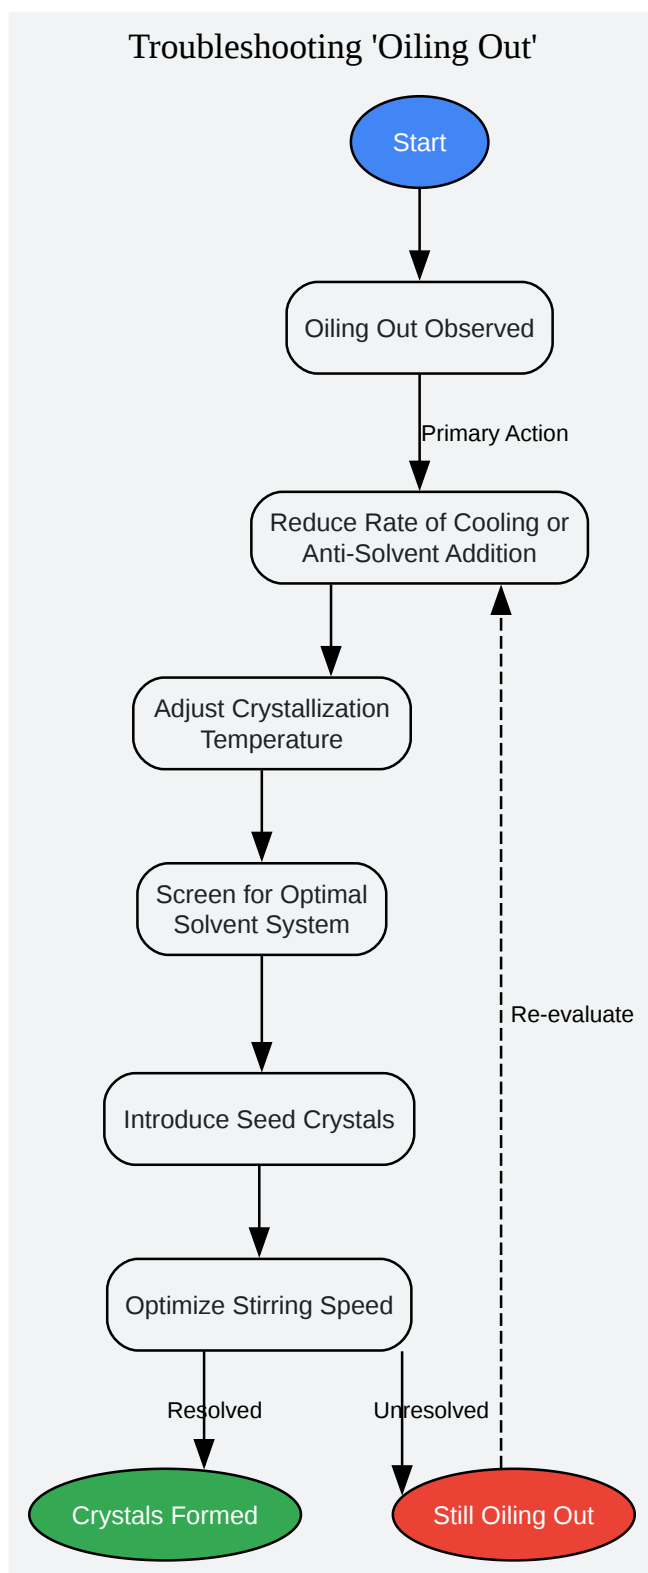 Troubleshooting 'Oiling Out'
Start
Oiling Out Observed
Primary Action
Reduce Rate of Cooling or
Anti-Solvent Addition
Adjust Crystallization
Temperature
Screen for Optimal
Solvent System
Re-evaluate
Introduce Seed Crystals
Optimize Stirring Speed
Resolved
Unresolved
Crystals Formed
Still Oiling Out